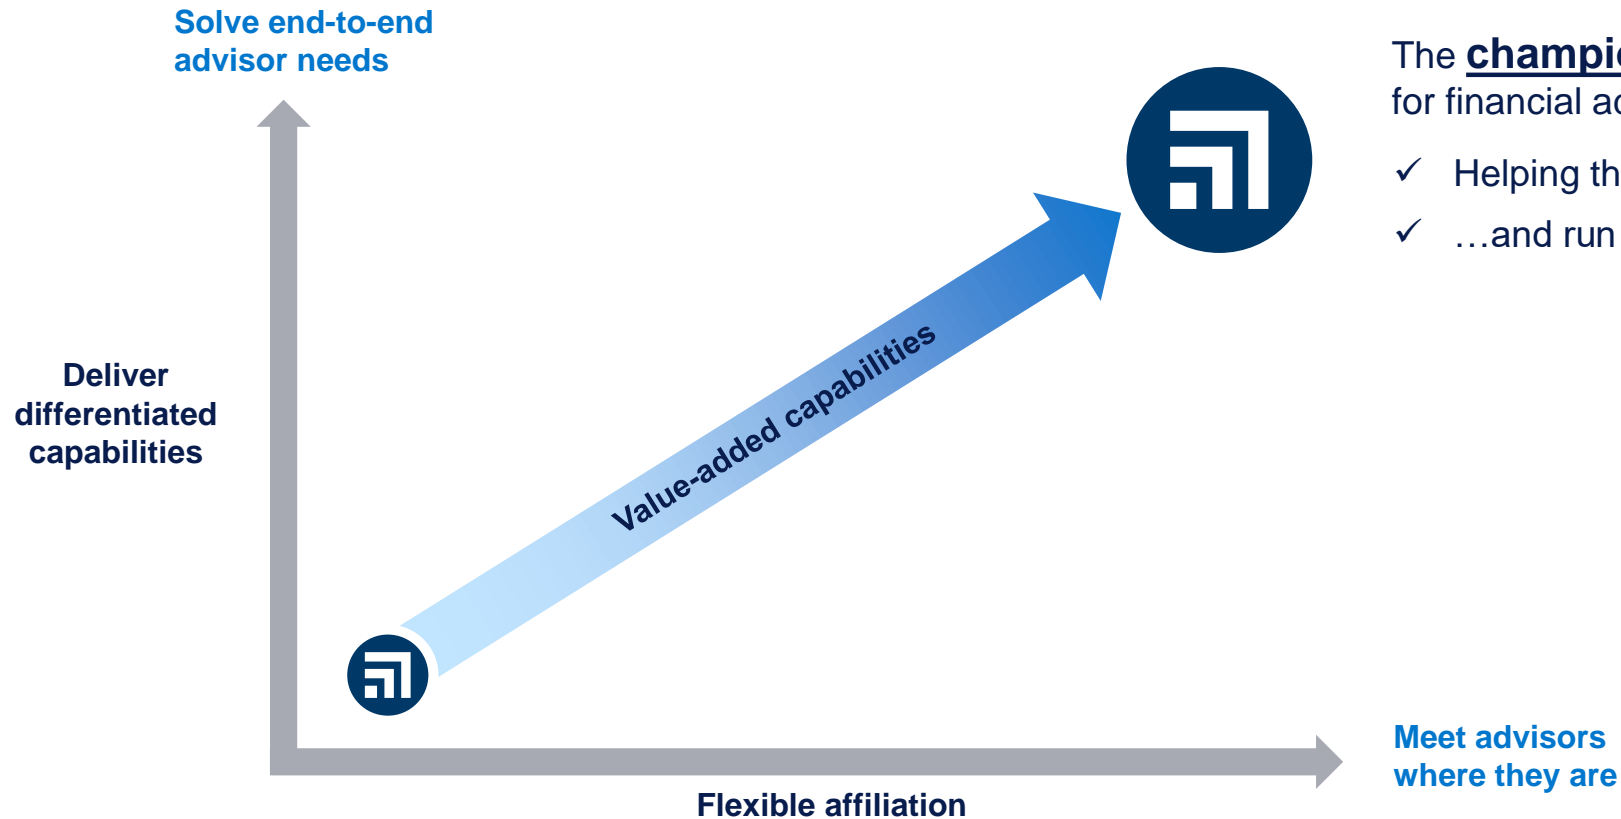 Solve end-to-end
advisor needs
The
for financial
Helping
…and run
Deliver
differentiated
capabilities
Value-added capabilities
Meet advisors
where they are
Flexible affiliation